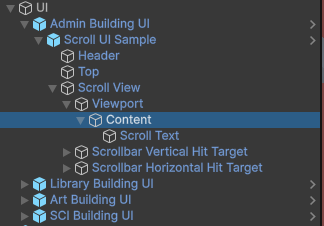 UI
Admin Building UI
Scroll UI Sample
Header
Top
Scroll View
Viewport
Content
Scroll Text
Scrollbar Vertical Hit Target
Scrollbar Horizontal Hit Target
Library Building UI
Art Building UI
SCI Building UI